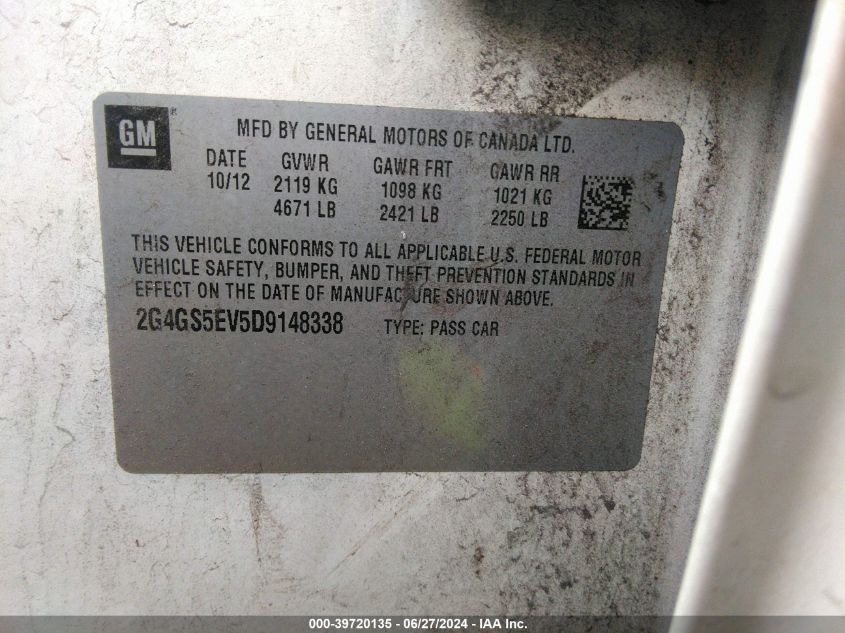 GM ®
MFD BY GENERAL MOTORS OF CANADA LTD.
DATE GVWR GAWR FRT GAWR RR
10/12 2119 KG 1098 KG 1021 KG
4671 LB 2421 LB 2250 LB
THIS VEHICLE CONFORMS TO ALL APPLICABLE U.S. FEDERAL MOTOR
VEHICLE SAFETY, BUMPER, AND THEFT PREVENTION STANDARDS IN
EFFECT ON THE DATE OF MANUFACTURE SHOWN ABOVE.
2G4GS5EV5D9148338 TYPE: PASS CAR
000-39720135 - 06/27/2024 - IAA Inc.